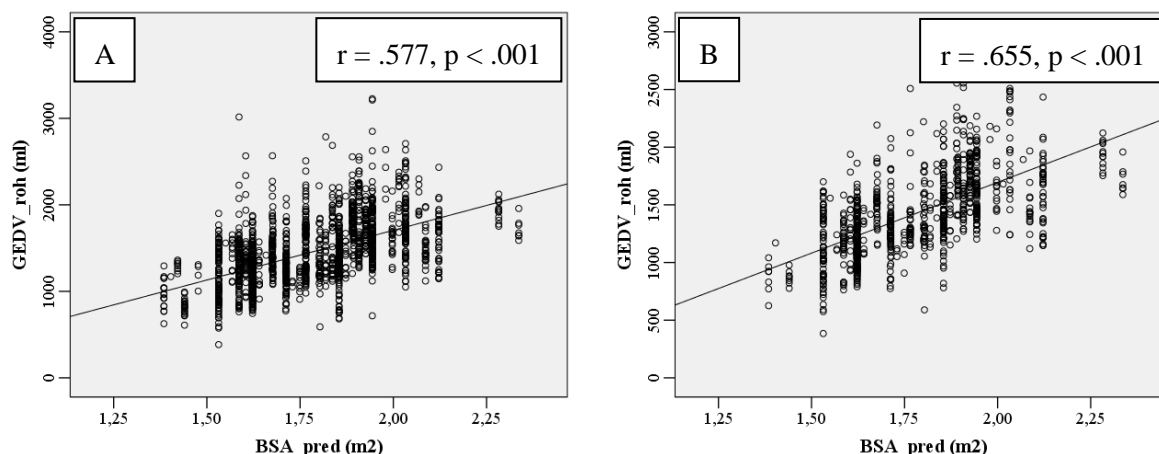 A
r = .577, p < .001
GEDV_roh (ml)
4000
3000
2000
1000
0
1,25
1,50
1,75
2,00
2,25
BSA_pred (m2)
B
r = .655, p < .001
GEDV_roh (ml)
3000
2500
2000
1500
1000
500
0
1,25
1,50
1,75
2,00
2,25
BSA_pred (m2)